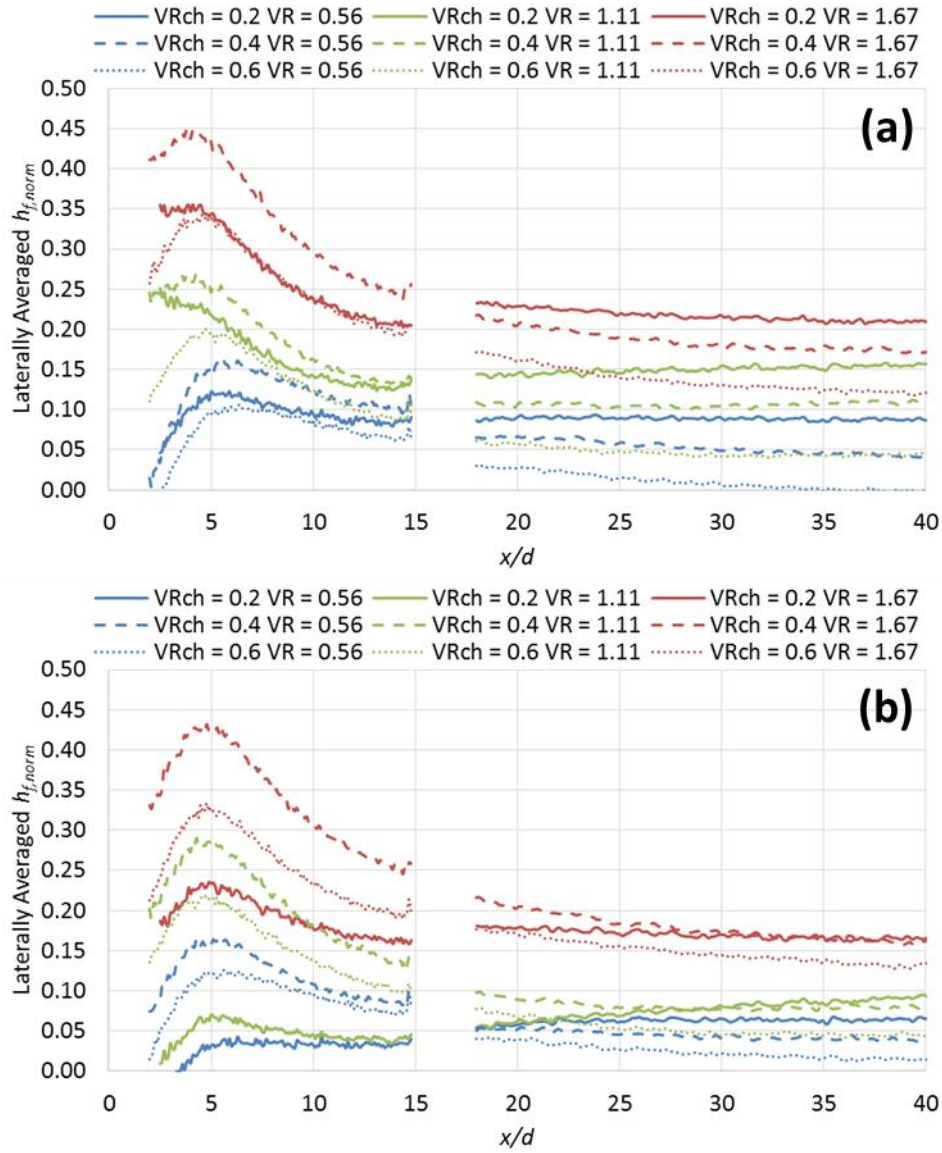 VRch = 0.2 VR = 0.56 VRch = 0.2 VR = 1.11 VRch = 0.2 VR = 1.67
VRch = 0.4 VR = 0.56 VRch = 0.4 VR = 1.11 VRch = 0.4 VR = 1.67
VRch = 0.6 VR = 0.56 VRch = 0.6 VR = 1.11 VRch = 0.6 VR = 1.67
(a)
Laterally Averaged h_f,norm
0.50
0.45
0.40
0.35
0.30
0.25
0.20
0.15
0.10
0.05
0.00
0 5 10 15 20 25 30 35 40
x/d
VRch = 0.2 VR = 0.56 VRch = 0.2 VR = 1.11 VRch = 0.2 VR = 1.67
VRch = 0.4 VR = 0.56 VRch = 0.4 VR = 1.11 VRch = 0.4 VR = 1.67
VRch = 0.6 VR = 0.56 VRch = 0.6 VR = 1.11 VRch = 0.6 VR = 1.67
(b)
Laterally Averaged h_f,norm
0.50
0.45
0.40
0.35
0.30
0.25
0.20
0.15
0.10
0.05
0.00
0 5 10 15 20 25 30 35 40
x/d